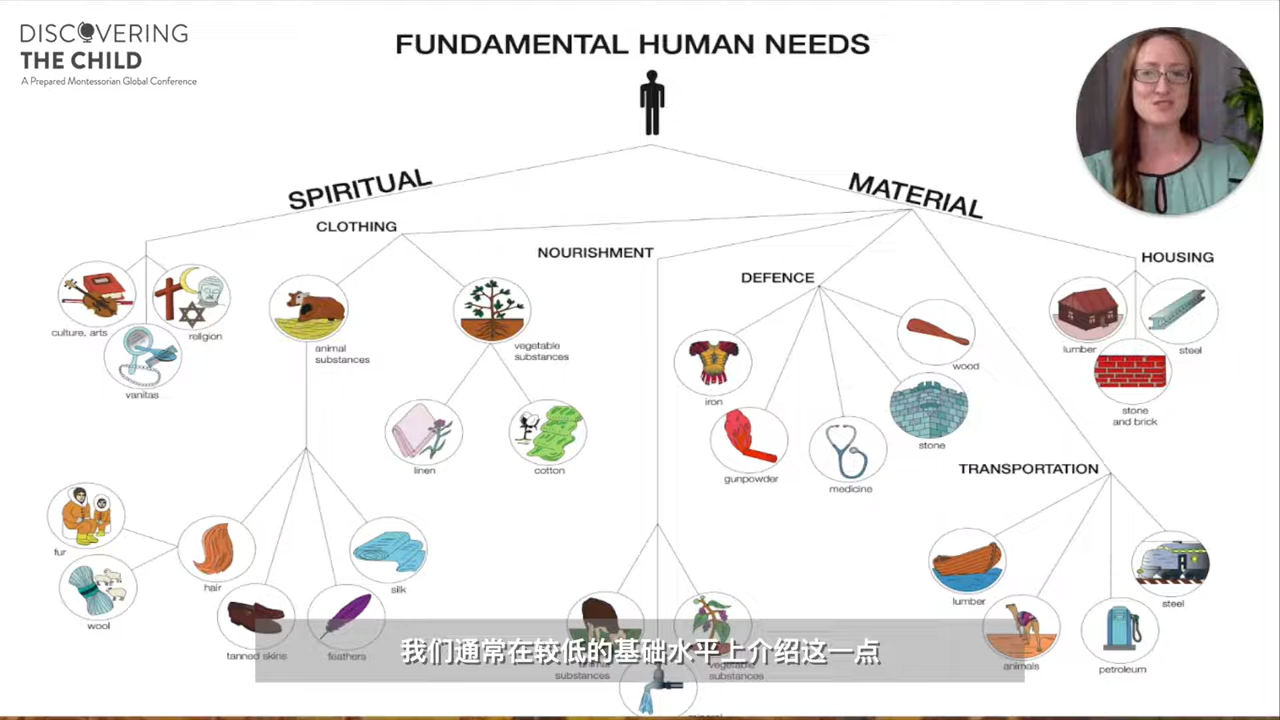 DISCOVERING
THE CHILD
A Prepared Montessorian Global Conference
FUNDAMENTAL HUMAN NEEDS
SPIRITUAL
MATERIAL
CLOTHING
NOURISHMENT
DEFENCE
HOUSING
culture, arts
religion
vanitas
animal
substances
vegetable
substances
linen
cotton
iron
wood
gunpowder
medicine
stone
lumber
steel
stone
and brick
TRANSPORTATION
fur
wool
hair
silk
tanned skins
feathers
animal
substances
vegetable
substances
lumber
steel
animals
petroleum
我们通常在较低的基础水平上介绍这一点